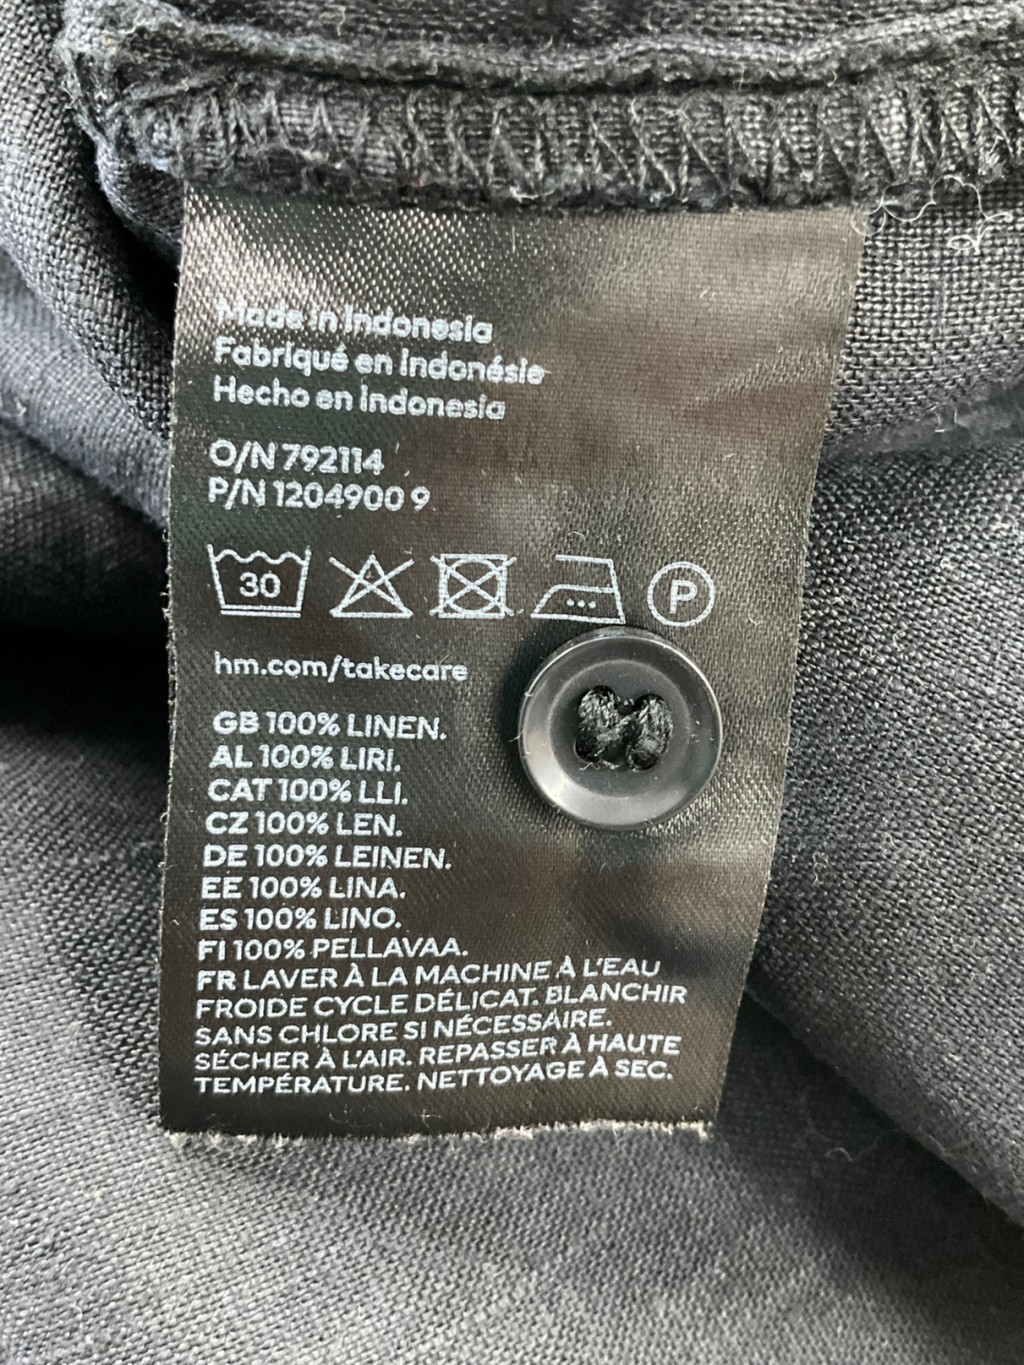 Made in Indonesia
Fabriqué en Indonésie
Hecho en Indonesia
O/N 792114
P/N 1204900 9
30 P
hm.com/takecare
GB 100% LINEN.
AL 100% LIRI.
CAT 100% LLI.
CZ 100% LEN.
DE 100% LEINEN.
EE 100% LINA.
ES 100% LINO.
FI 100% PELLAVAA.
FR LAVER À LA MACHINE À L'EAU
FROIDE CYCLE DÉLICAT. BLANCHIR
SANS CHLORE SI NÉCESSAIRE.
SÉCHER À L'AIR. REPASSER À HAUTE
TEMPÉRATURE. NETTOYAGE À SEC.